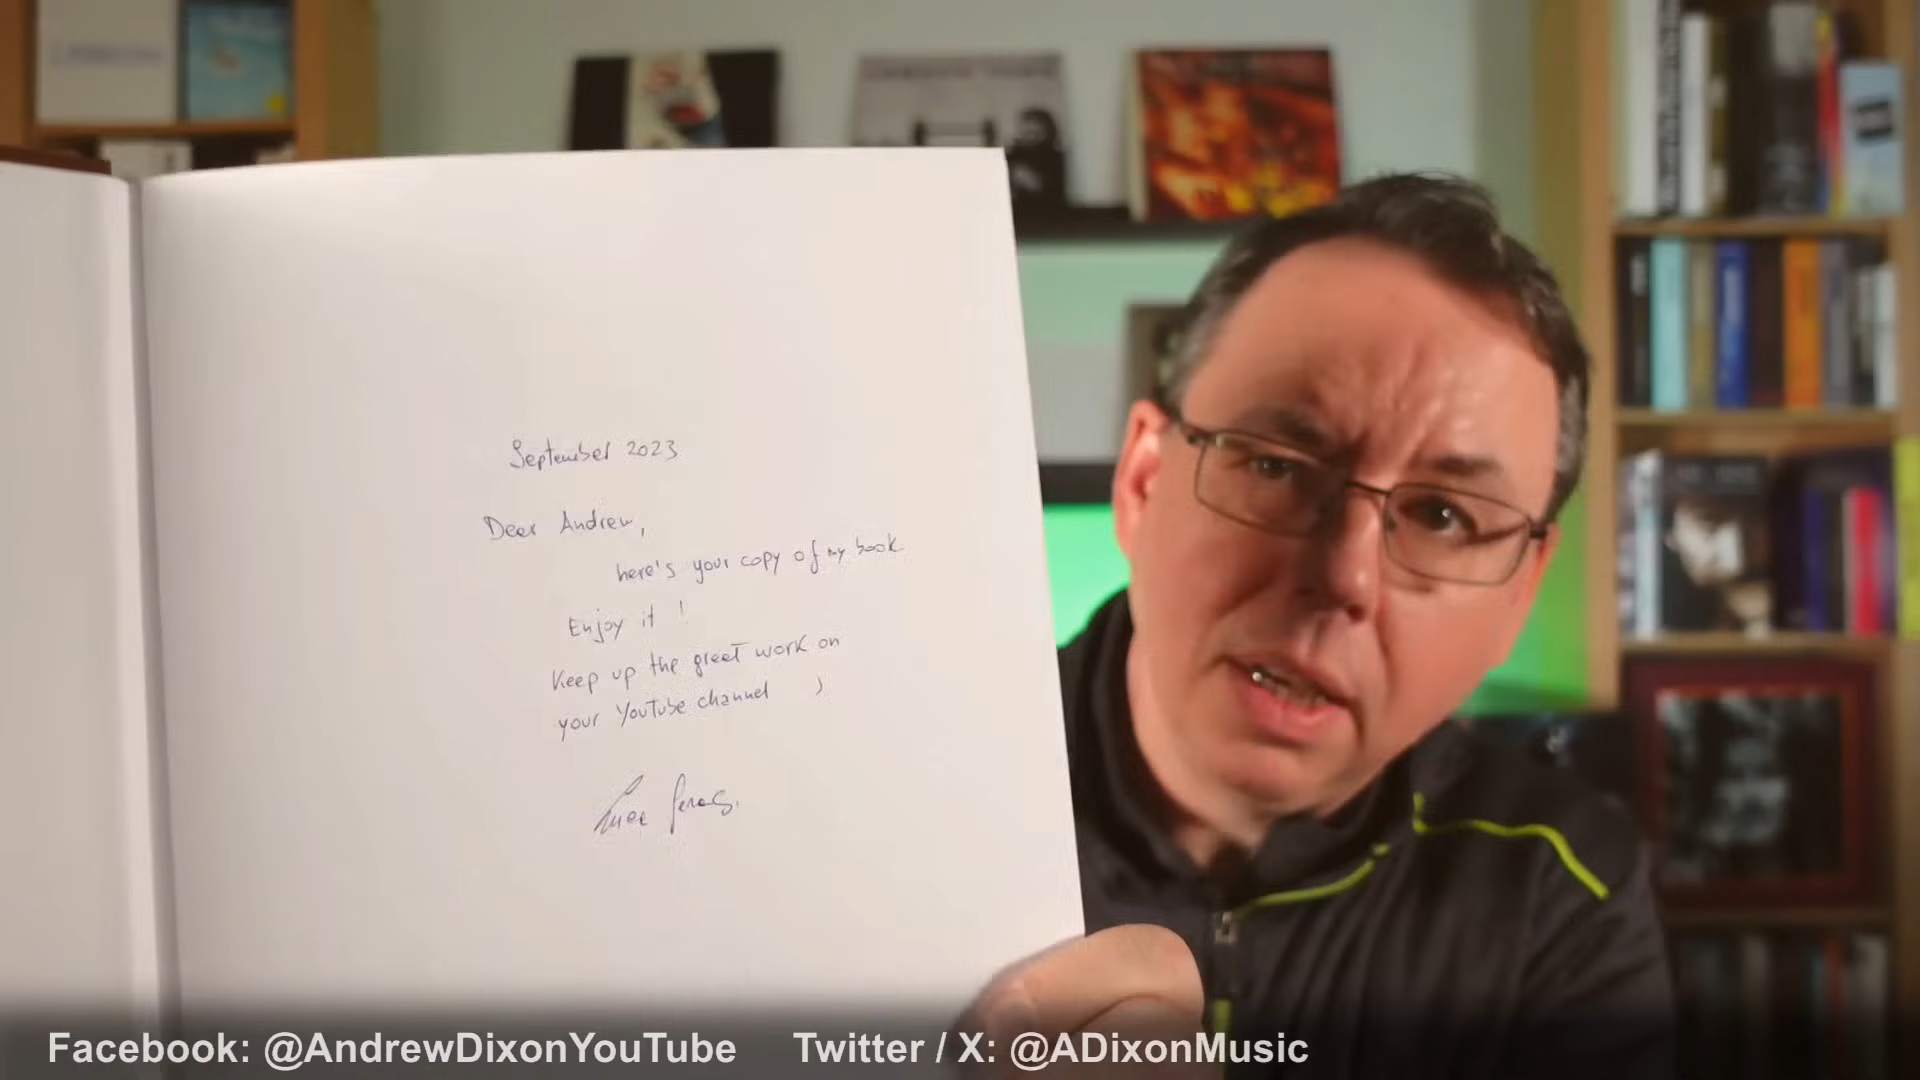 September 2023
Dear Andrew,
here's your copy of my book
Enjoy it !
Keep up the great work on
your YouTube channel :)
Facebook: @AndrewDixonYouTube Twitter / X: @ADixonMusic